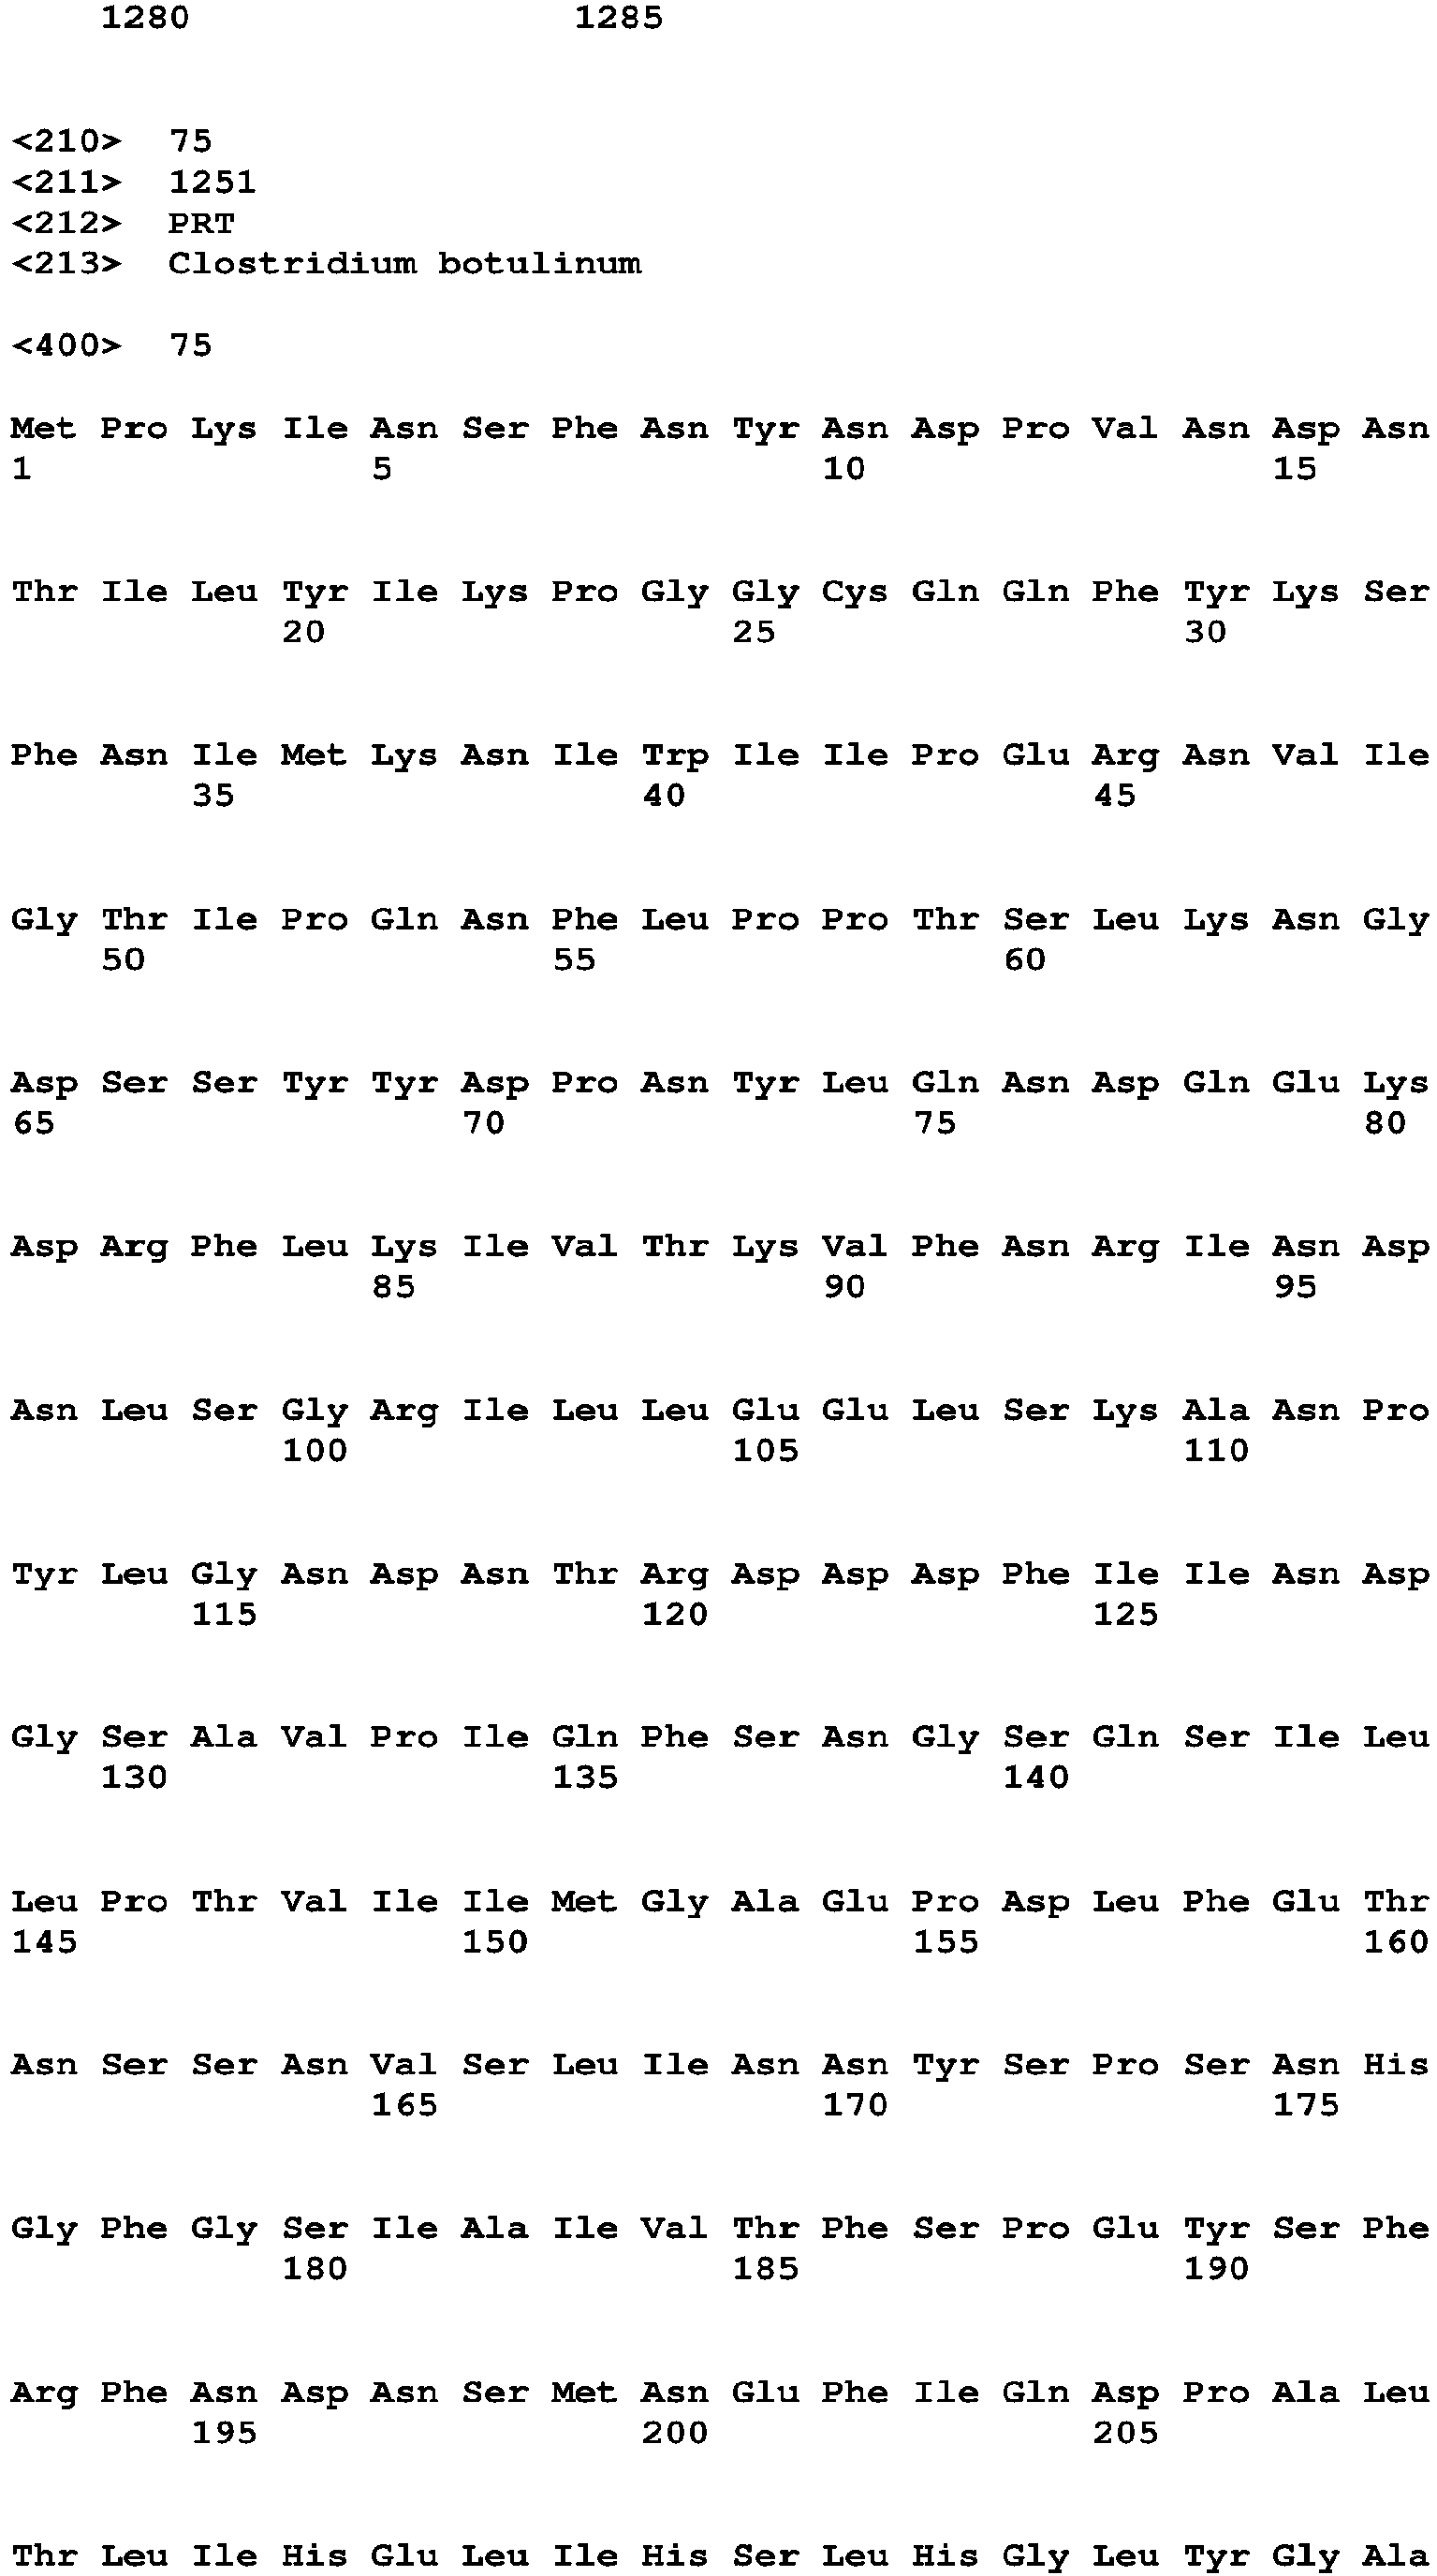 1280 1285
<210> 75
<211> 1251
<212> PRT
<213> Clostridium botulinum
<400> 75
Met Pro Lys Ile Asn Ser Phe Asn Tyr Asn Asp Pro Val Asn Asp Asn
1 5 10 15
Thr Ile Leu Tyr Ile Lys Pro Gly Gly Cys Gln Gln Phe Tyr Lys Ser
20 25 30
Phe Asn Ile Met Lys Asn Ile Trp Ile Ile Pro Glu Arg Asn Val Ile
35 40 45
Gly Thr Ile Pro Gln Asn Phe Leu Pro Pro Thr Ser Leu Lys Asn Gly
50 55 60
Asp Ser Ser Tyr Tyr Asp Pro Asn Tyr Leu Gln Asn Asp Gln Glu Lys
65 70 75 80
Asp Arg Phe Leu Lys Ile Val Thr Lys Val Phe Asn Arg Ile Asn Asp
85 90 95
Asn Leu Ser Gly Arg Ile Leu Leu Glu Glu Leu Ser Lys Ala Asn Pro
100 105 110
Tyr Leu Gly Asn Asp Asn Thr Arg Asp Asp Asp Phe Ile Ile Asn Asp
115 120 125
Gly Ser Ala Val Pro Ile Gln Phe Ser Asn Gly Ser Gln Ser Ile Leu
130 135 140
Leu Pro Thr Val Ile Ile Met Gly Ala Glu Pro Asp Leu Phe Glu Thr
145 150 155 160
Asn Ser Ser Asn Val Ser Leu Ile Asn Asn Tyr Ser Pro Ser Asn His
165 170 175
Gly Phe Gly Ser Ile Ala Ile Val Thr Phe Ser Pro Glu Tyr Ser Phe
180 185 190
Arg Phe Asn Asp Asn Ser Met Asn Glu Phe Ile Gln Asp Pro Ala Leu
195 200 205
Thr Leu Ile His Glu Leu Ile His Ser Leu His Gly Leu Tyr Gly Ala